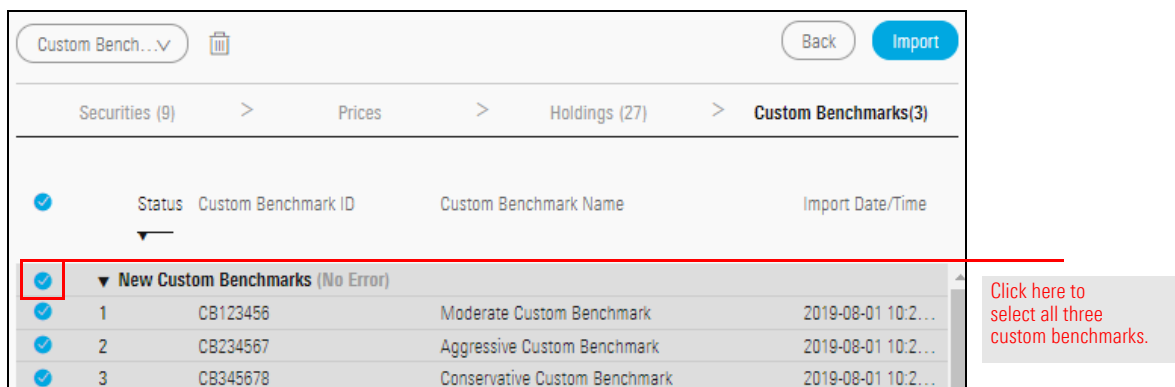 Custom Bench... Back Import
Securities (9) > Prices > Holdings (27) > Custom Benchmarks(3)
Status Custom Benchmark ID Custom Benchmark Name Import Date/Time
New Custom Benchmarks (No Error)
1 CB123456 Moderate Custom Benchmark 2019-08-01 10:2...
2 CB234567 Aggressive Custom Benchmark 2019-08-01 10:2...
3 CB345678 Conservative Custom Benchmark 2019-08-01 10:2...
Click here to
select all three
custom benchmarks.